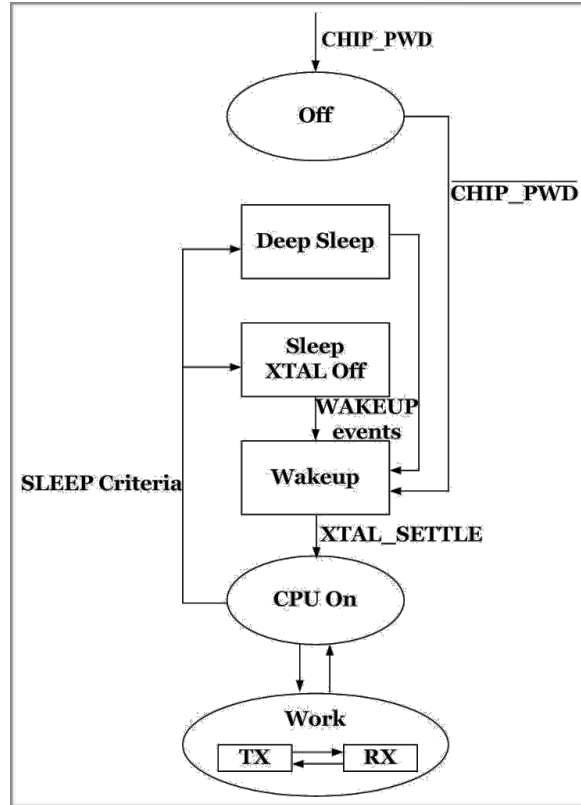 CHIP_PWD
Off
CHIP_PWD
Deep Sleep
Sleep
XTAL Off
WAKEUP
events
Wakeup
SLEEP Criteria
XTAL_SETTLE
CPU On
Work
TX
RX